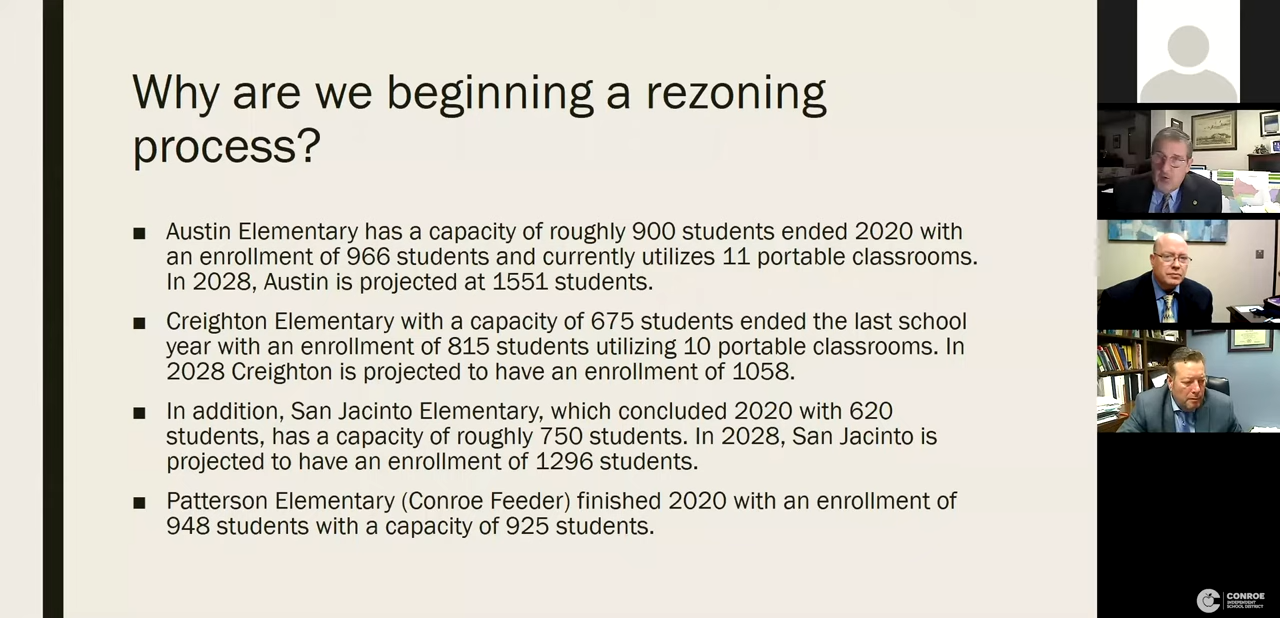 Why are we beginning a rezoning
process?
■ Austin Elementary has a capacity of roughly 900 students ended 2020 with
an enrollment of 966 students and currently utilizes 11 portable classrooms.
In 2028, Austin is projected at 1551 students.
■ Creighton Elementary with a capacity of 675 students ended the last school
year with an enrollment of 815 students utilizing 10 portable classrooms. In
2028 Creighton is projected to have an enrollment of 1058.
■ In addition, San Jacinto Elementary, which concluded 2020 with 620
students, has a capacity of roughly 750 students. In 2028, San Jacinto is
projected to have an enrollment of 1296 students.
■ Patterson Elementary (Conroe Feeder) finished 2020 with an enrollment of
948 students with a capacity of 925 students.
CONROE
INDEPENDENT
SCHOOL DISTRICT